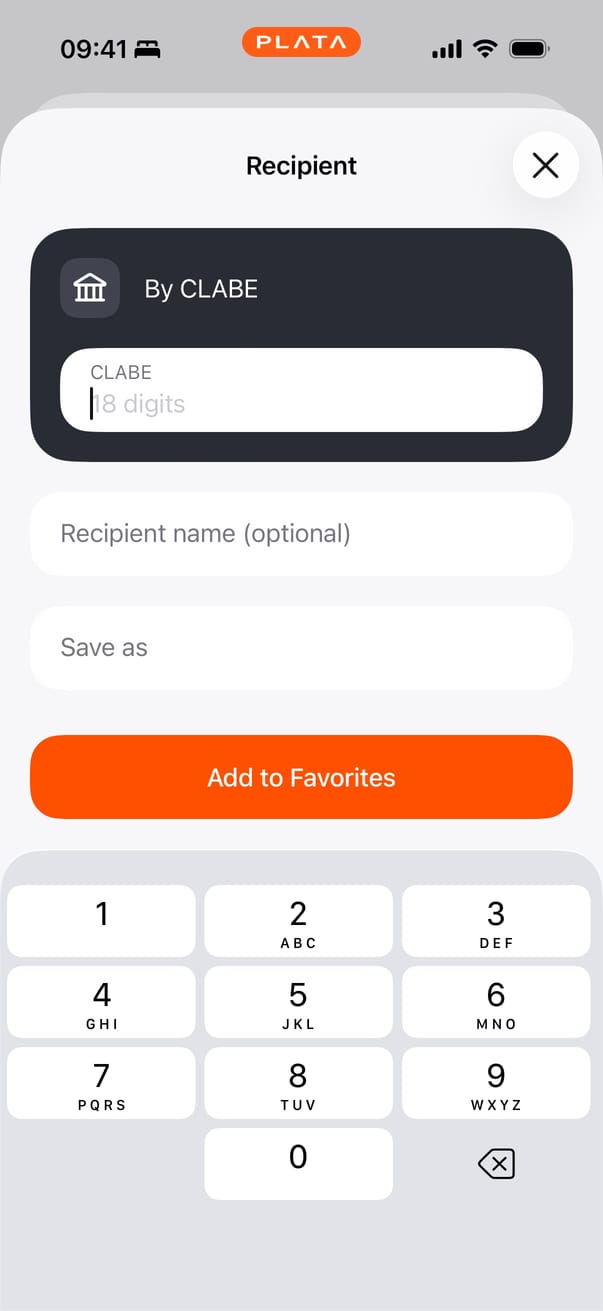 09:41
PLATA
Recipient
By CLABE
CLABE
18 digits
Recipient name (optional)
Save as
Add to Favorites
1
2
ABC
3
DEF
4
GHI
5
JKL
6
MNO
7
PQRS
8
TUV
9
WXYZ
0